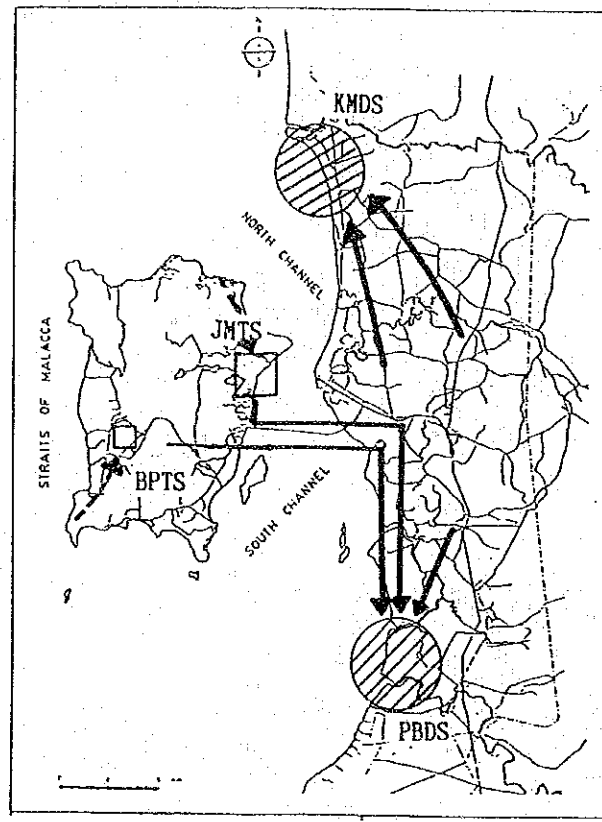 KMDS
NORTH CHANNEL
JMTS
STRAITS OF MALACCA
BPTS
SOUTH CHANNEL
PBDS